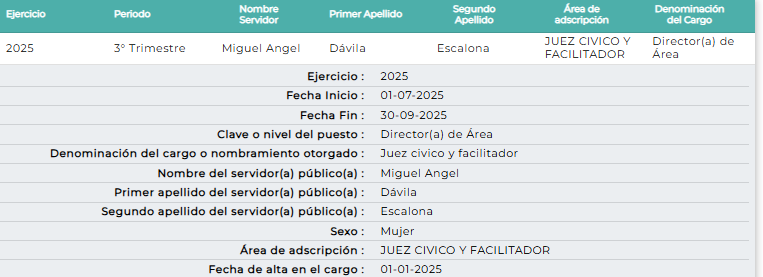 Ejercicio Periodo Nombre Servidor Primer Apellido Segundo Apellido Área de adscripción Denominación del Cargo
2025 3° Trimestre Miguel Angel Dávila Escalona JUEZ CIVICO Y FACILITADOR Director(a) de Área
Ejercicio : 2025
Fecha Inicio : 01-07-2025
Fecha Fin : 30-09-2025
Clave o nivel del puesto : Director(a) de Área
Denominación del cargo o nombramiento otorgado : Juez civico y facilitador
Nombre del servidor(a) público(a) : Miguel Angel
Primer apellido del servidor(a) público(a) : Dávila
Segundo apellido del servidor(a) público(a) : Escalona
Sexo : Mujer
Área de adscripción : JUEZ CIVICO Y FACILITADOR
Fecha de alta en el cargo : 01-01-2025